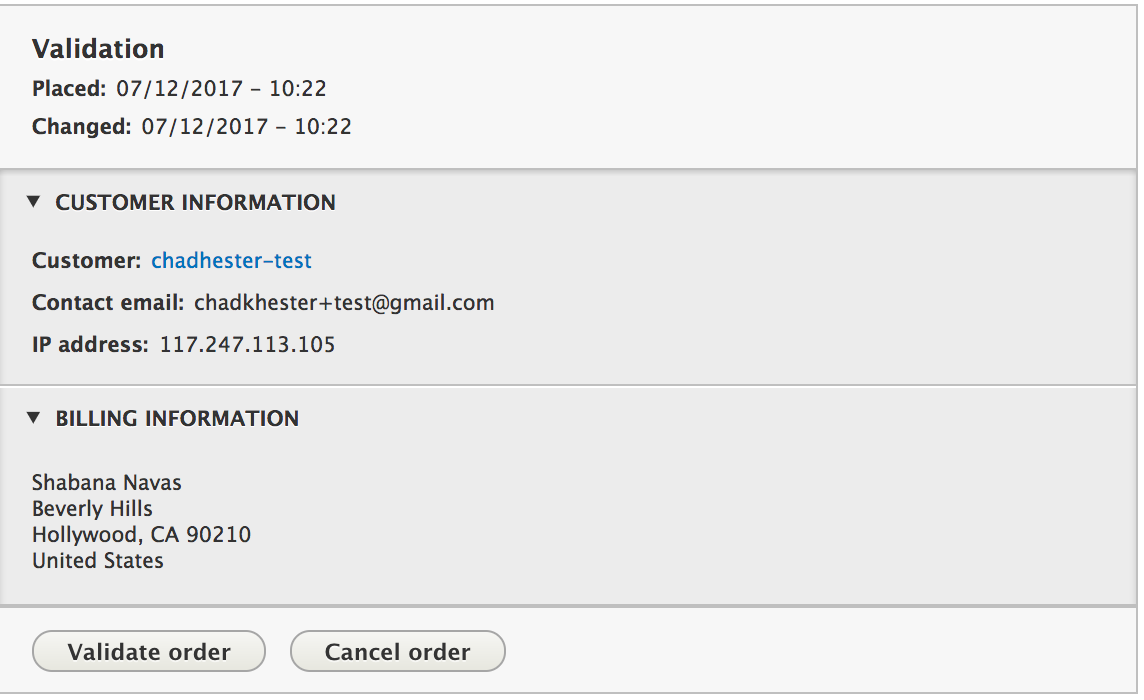 Validation
Placed: 07/12/2017 – 10:22
Changed: 07/12/2017 – 10:22
CUSTOMER INFORMATION
Customer: chadhester-test
Contact email: chadkhester+test@gmail.com
IP address: 117.247.113.105
BILLING INFORMATION
Shabana Navas
Beverly Hills
Hollywood, CA 90210
United States
Validate order Cancel order